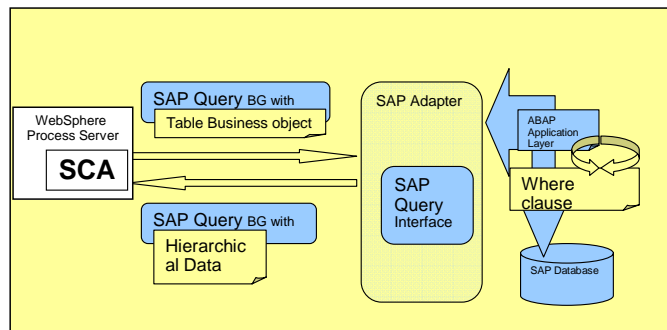 WebSphere
Process Server
SCA
SAP Query BG with
Table Business object
SAP Query BG with
Hierarchic
al Data
SAP Adapter
SAP
Query
Interface
ABAP
Application
Layer
Where
clause
SAP Database